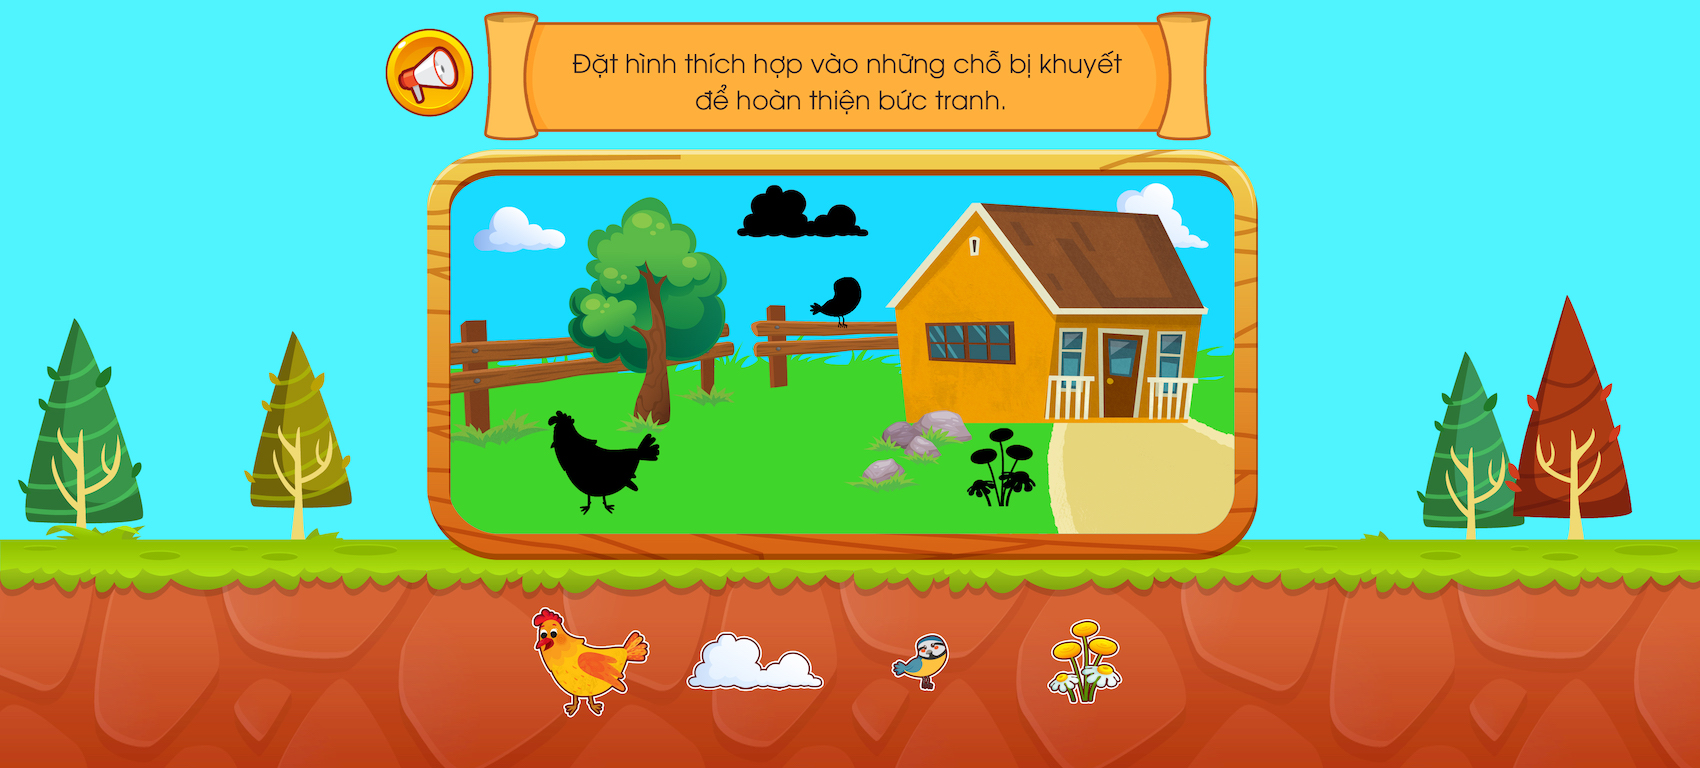 Đặt hình thích hợp vào những chỗ bị khuyết
để hoàn thiện bức tranh.